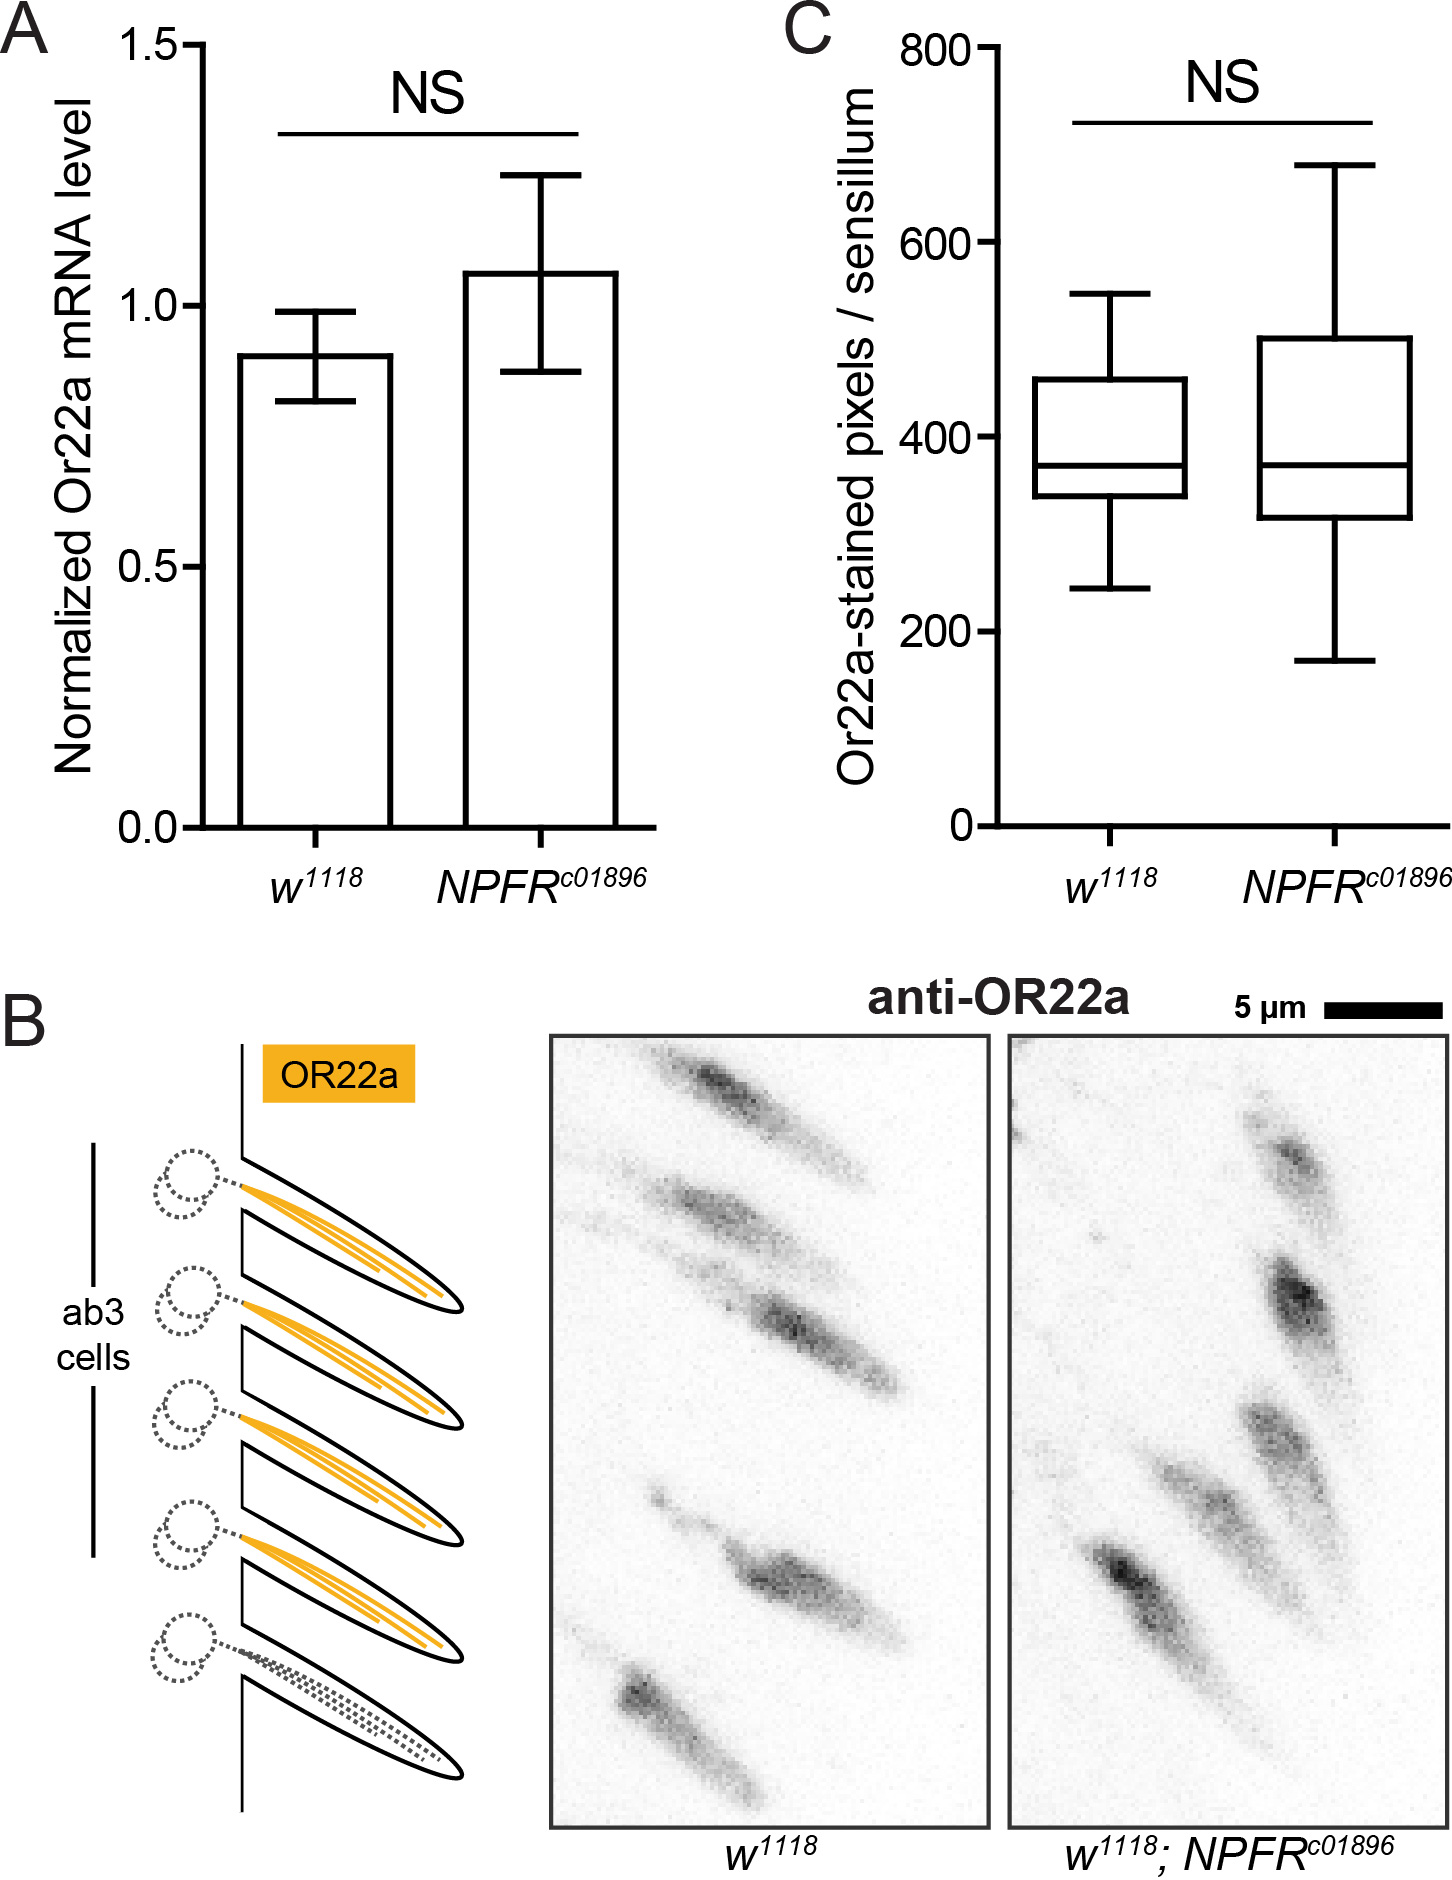 A
Normalized Or22a mRNA level
1.5
1.0
0.5
0.0
NS
w1118
NPFRc01896
C
Or22a-stained pixels / sensillum
800
600
400
200
0
NS
w1118
NPFRc01896
B
OR22a
ab3
cells
anti-OR22a
5 µm
w1118
w1118; NPFRc01896